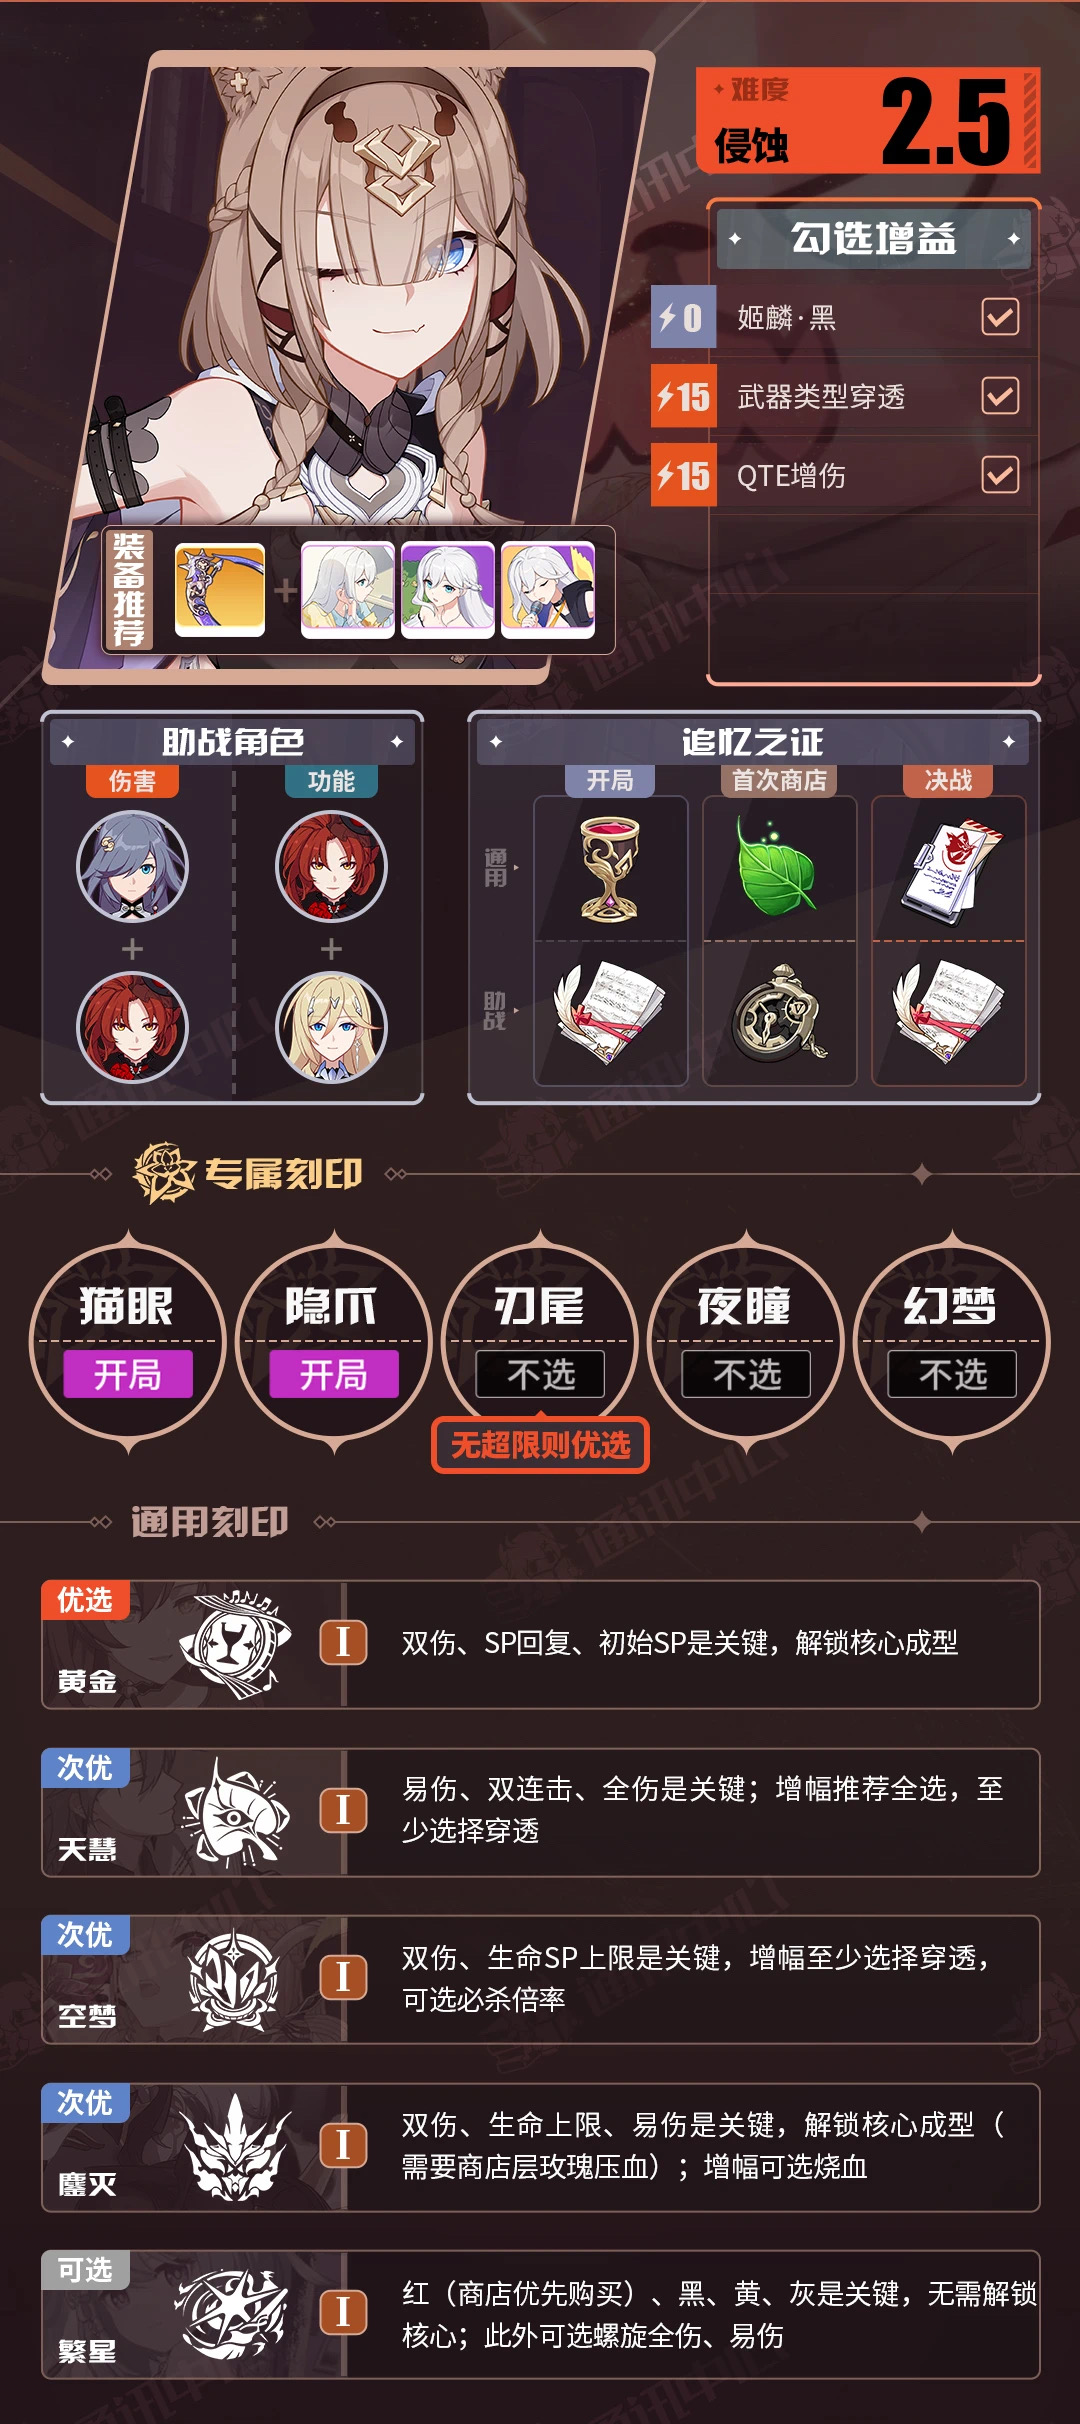 难度
侵蚀
2.5
勾选增益
0
姬麟·黑
15
武器类型穿透
15
QTE增伤
装备推荐
+
助战角色
伤害
功能
+
+
追忆之证
开局
首次商店
决战
通用
助战
专属刻印
猫眼
开局
隐爪
开局
刃尾
不选
夜瞳
不选
幻梦
不选
无超限则优选
通用刻印
优选
黄金
I
双伤、SP回复、初始SP是关键，解锁核心成型
次优
天慧
I
易伤、双连击、全伤是关键；增幅推荐全选，至
少选择穿透
次优
空梦
I
双伤、生命SP上限是关键，增幅至少选择穿透，
可选必杀倍率
次优
鏖灭
I
双伤、生命上限、易伤是关键，解锁核心成型（
需要商店层玫瑰压血）；增幅可选烧血
可选
繁星
I
红（商店优先购买）、黑、黄、灰是关键，无需解锁
核心；此外可选螺旋全伤、易伤
通讯中心